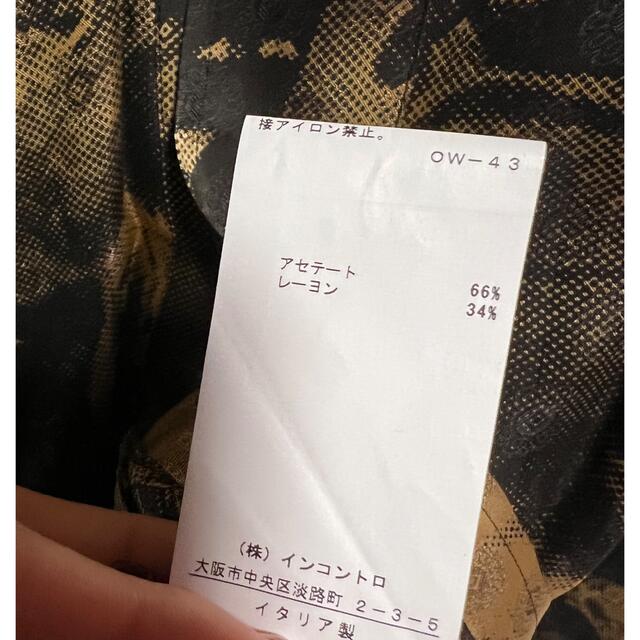 接アイロン禁止。
OW-43
アセテート 66%
レーヨン 34%
(株) インコントロ
大阪市中央区淡路町 2-3-5
イタリア製